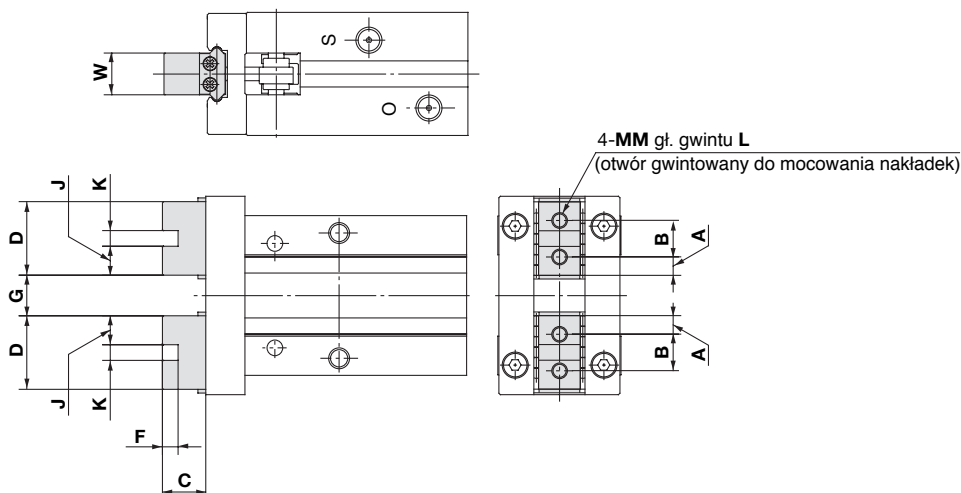 S
W
O
4-MM gł. gwintu L
(otwór gwintowany do mocowania nakładek)
J
K
D
B
A
G
D
B
A
J
K
F
C